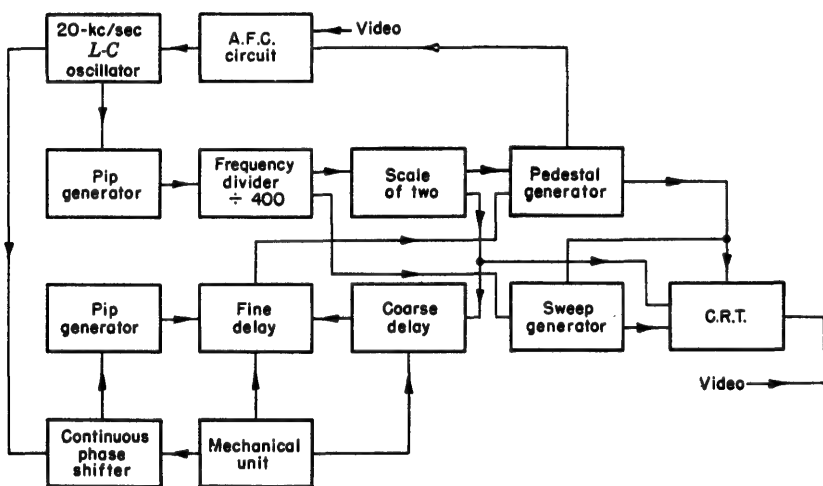 20-kc/sec
L-C
oscillator
A.F.C.
circuit
Video
Pip
generator
Frequency
divider
÷ 400
Scale
of two
Pedestal
generator
Pip
generator
Fine
delay
Coarse
delay
Sweep
generator
C.R.T.
Video
Continuous
phase
shifter
Mechanical
unit